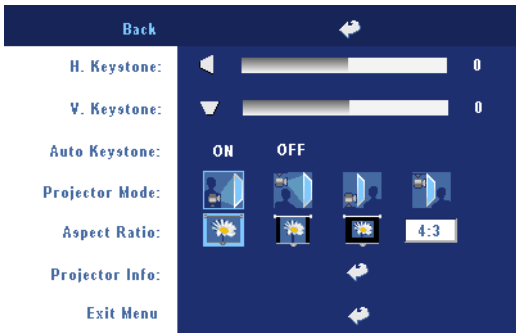 Back
H. Keystone: 0
V. Keystone: 0
Auto Keystone: ON OFF
Projector Mode:
Aspect Ratio: 4:3
Projector Info:
Exit Menu